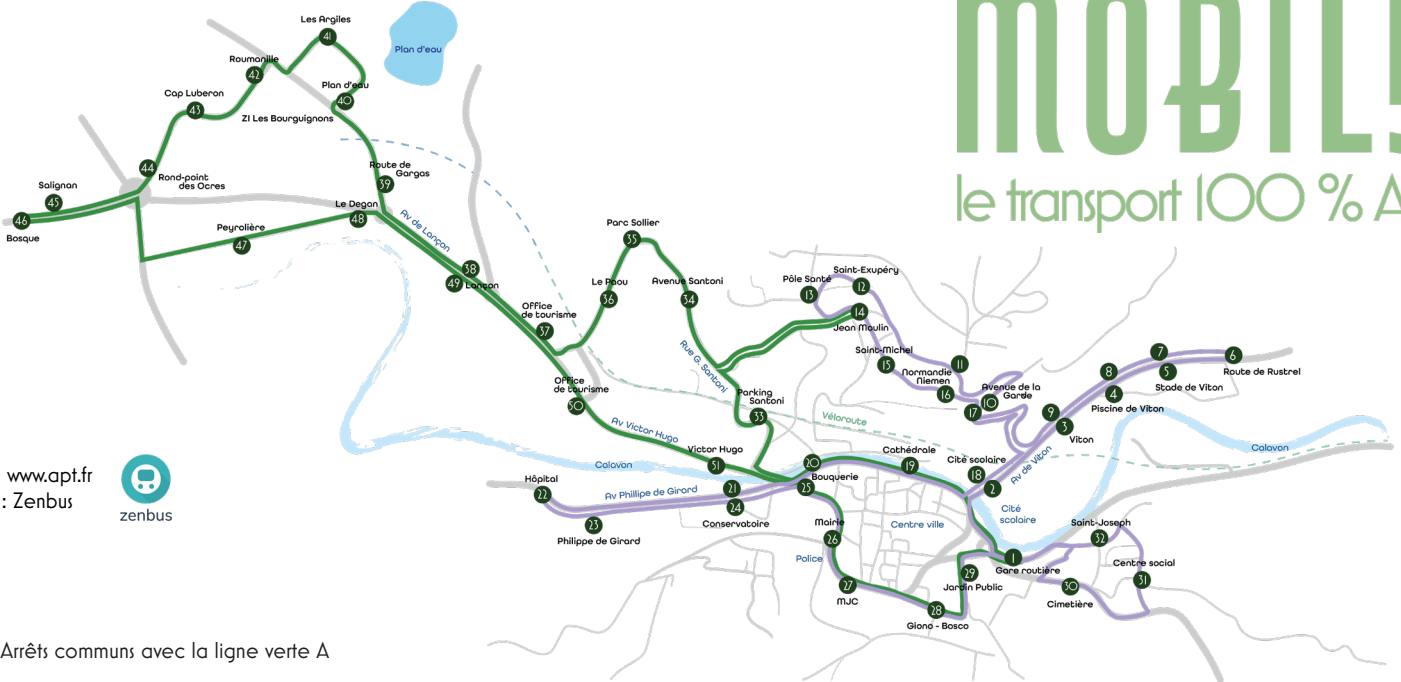 MOBIL
le transport 100 % A
Les Argiles
41
Plan d'eau
Roumanille
42
Plan d'eau
40
Cap Luberon
43
ZI Les Bourguignons
44
Rond-point
des Ocres
Route de
Gargas
39
Salignan
45
46
Bosque
Le Degan
48
Peyrolière
47
Av de Lançon
38
49
Lançon
Parc Sollier
35
Le Paou
36
Avenue Santoni
34
Office
de tourisme
37
Rue G. Santoni
Pôle Santé
13
Saint-Exupéry
12
14
Jean Moulin
Saint-Michel
15
11
Normandie
Niemen
16
Avenue de la
Garde
10
17
7
6
Route de Rustrel
8
5
Stade de Viton
4
Piscine de Viton
9
3
Viton
Av de Viton
Office
de tourisme
50
Parking
Santoni
33
Véloroute
Av Victor Hugo
Victor Hugo
51
Calavon
Calavon
www.apt.fr
: Zenbus
zenbus
Hôpital
22
Av Phillipe de Girard
21
24
Conservatoire
23
Philippe de Girard
20
Bouquerie
25
Cathédrale
19
Cité scolaire
18
2
Cité
scolaire
Centre ville
Mairie
26
Police
27
MJC
28
Giono - Bosco
29
Jardin Public
1
Gare routière
Saint-Joseph
32
Centre social
31
30
Cimetière
Arrêts communs avec la ligne verte A